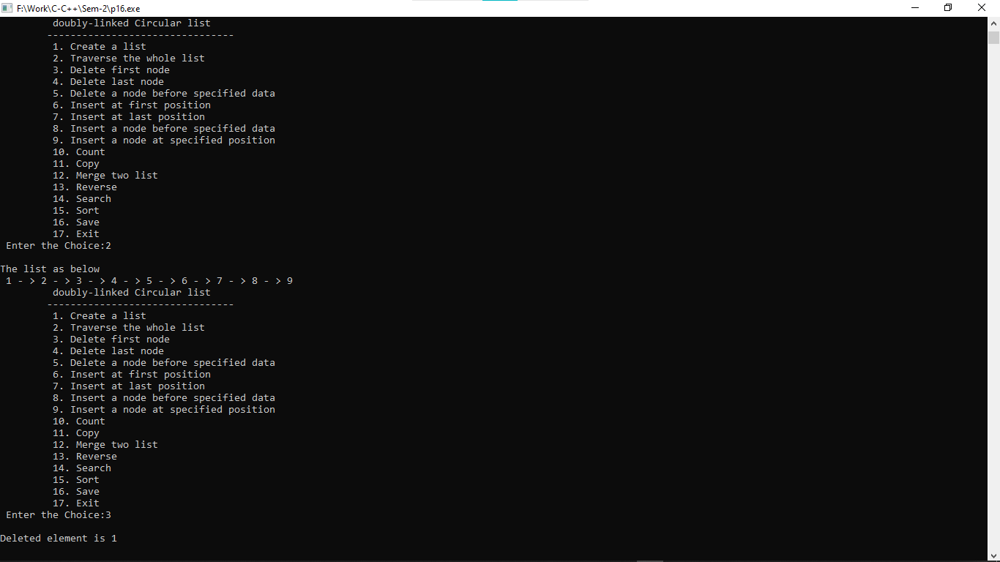 F:\Work\C-C++\Sem-2\p16.exe
doubly-linked Circular list
--------------------------------
1. Create a list
2. Traverse the whole list
3. Delete first node
4. Delete last node
5. Delete a node before specified data
6. Insert at first position
7. Insert at last position
8. Insert a node before specified data
9. Insert a node at specified position
10. Count
11. Copy
12. Merge two list
13. Reverse
14. Search
15. Sort
16. Save
17. Exit
Enter the Choice:2
The list as below
1 - > 2 - > 3 - > 4 - > 5 - > 6 - > 7 - > 8 - > 9
doubly-linked Circular list
--------------------------------
1. Create a list
2. Traverse the whole list
3. Delete first node
4. Delete last node
5. Delete a node before specified data
6. Insert at first position
7. Insert at last position
8. Insert a node before specified data
9. Insert a node at specified position
10. Count
11. Copy
12. Merge two list
13. Reverse
14. Search
15. Sort
16. Save
17. Exit
Enter the Choice:3
Deleted element is 1